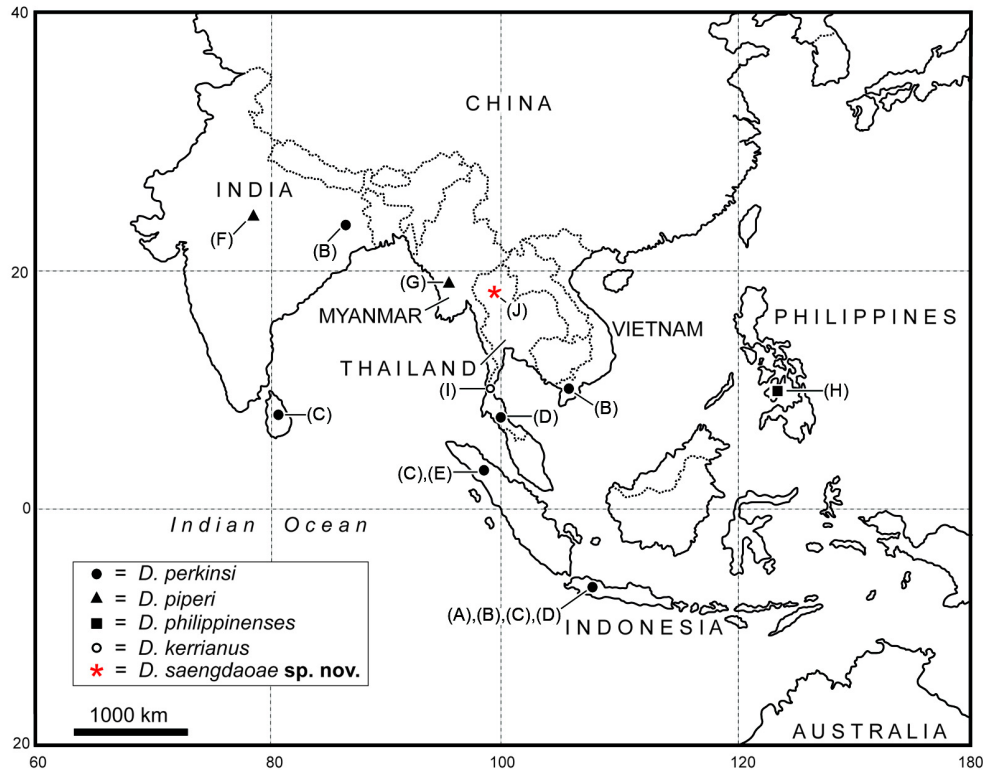 40
CHINA
INDIA
(F)
(B)
20
(G)
(J)
MYANMAR
VIETNAM
PHILIPPINES
THAILAND
(I)
(H)
(B)
(C)
(D)
(C),(E)
0
Indian Ocean
● = D. perkinsi
▲ = D. piperi
■ = D. philippinenses
○ = D. kerrianus
* = D. saengdaoae sp. nov.
(A),(B),(C),(D)
INDONESIA
1000 km
AUSTRALIA
20
60
80
100
120
180